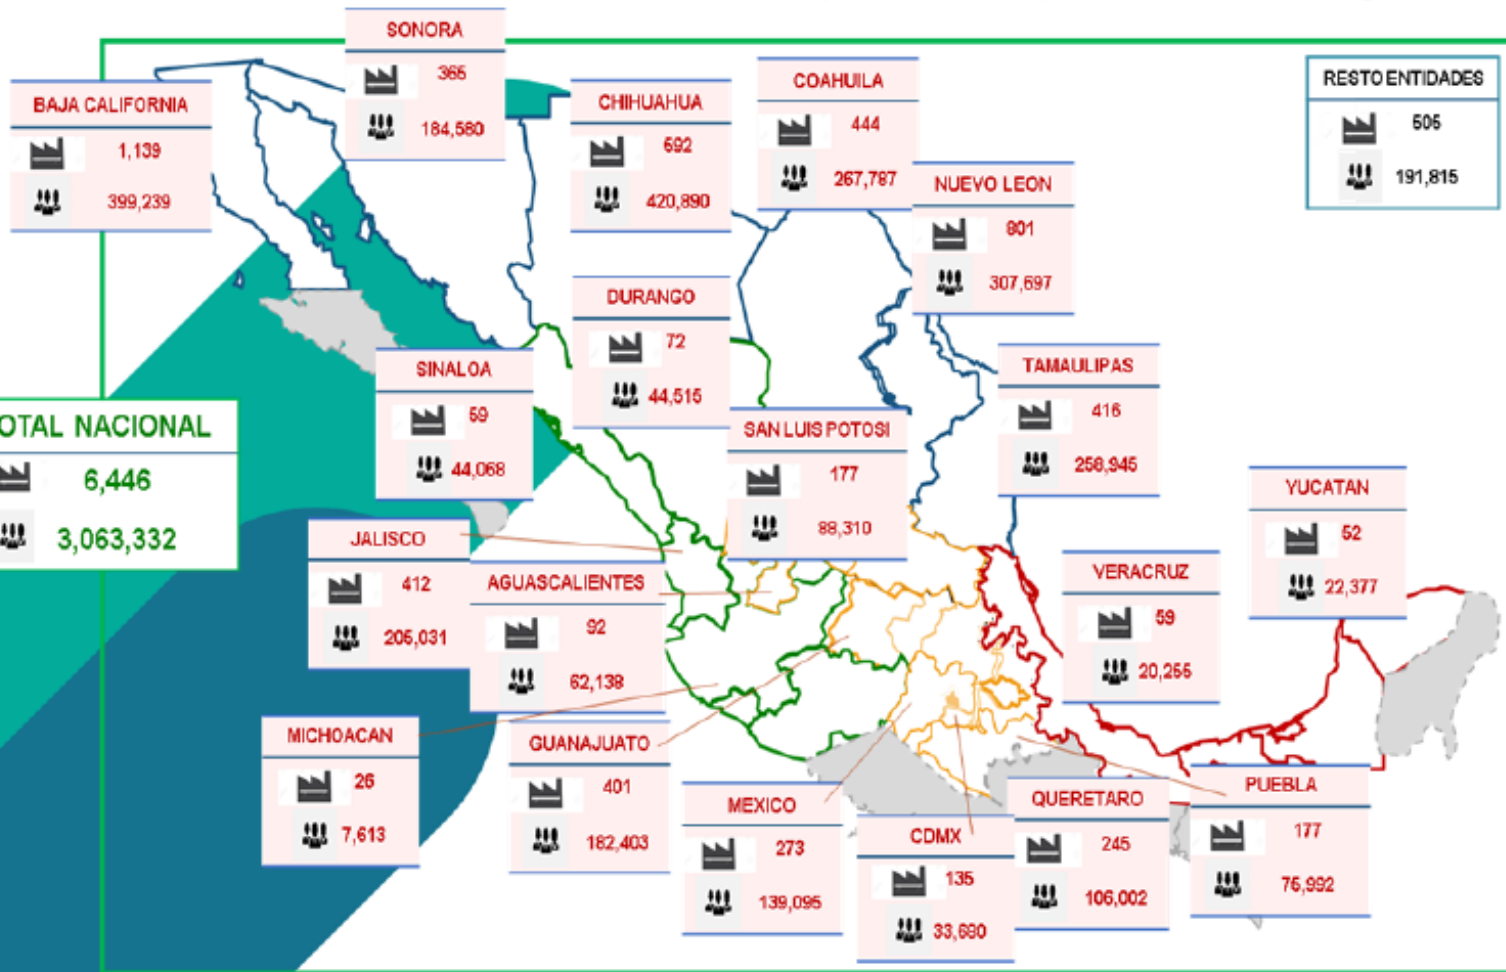 SONORA
365
184,580
BAJA CALIFORNIA
1,139
399,239
CHIHUAHUA
592
420,890
COAHUILA
444
267,787
RESTO ENTIDADES
505
191,815
NUEVO LEON
801
307,697
DURANGO
72
44,515
SINALOA
59
44,068
TAMAULIPAS
416
258,945
OTAL NACIONAL
6,446
3,063,332
SAN LUIS POTOSI
177
88,310
YUCATAN
52
22,377
JALISCO
412
205,031
AGUASCALIENTES
92
62,138
VERACRUZ
59
20,255
MICHOACAN
26
7,613
GUANAJUATO
401
182,403
MEXICO
273
139,095
CDMX
135
33,680
QUERETARO
245
106,002
PUEBLA
177
75,992